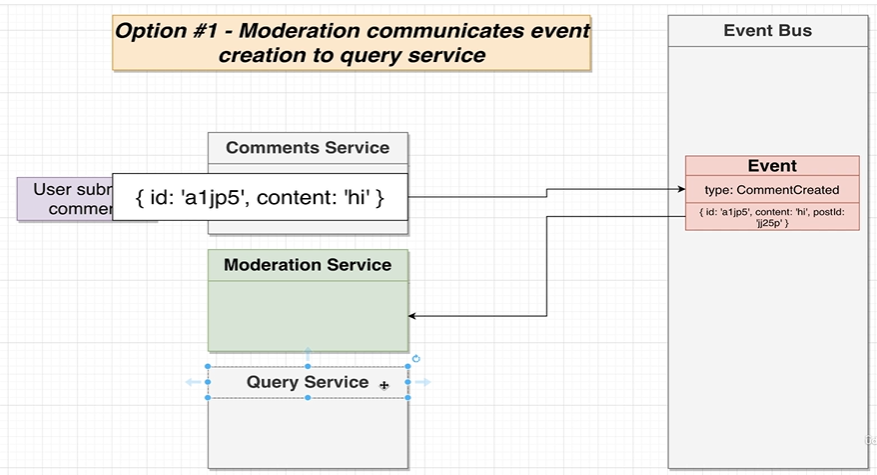 Option #1 - Moderation communicates event
creation to query service
Event Bus
Comments Service
User subr
commer
{ id: 'a1jp5', content: 'hi' }
Event
type: CommentCreated
{ id: 'a1jp5', content: 'hi', postId:
'jj25p' }
Moderation Service
Query Service